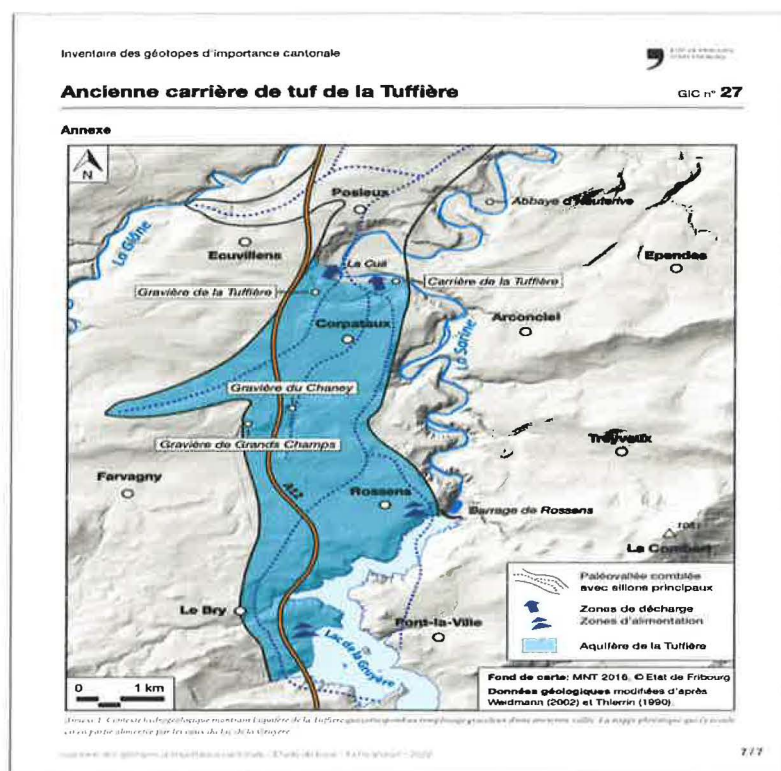 Inventaire des géotopes d'importance cantonale
Ancienne carrière de tuf de la Tuffière
GIC n° 27
Annexe
N
Posieux
Abbaye d'Hauterive
La Glâne
Ecuvillens
Ependes
La Cua
Gravière de la Tuffière
Carrière de la Tuffière
Arconciel
Corpataux
La Sarine
Gravière du Chaney
Gravière de Grands Champs
Treyvaux
Farvagny
A12
Rossens
Barrage de Rossens
La Combert
Paléovallée comblée
avec sillons principaux
Le Bry
Pont-la-Ville
Zones de décharge
Zones d'alimentation
Lac de la Gruyère
Aquifère de la Tuffière
0 1 km
Fond de carte: MNT 2016, © Etat de Fribourg
Données géologiques modifiées d'après
Weidmann (2002) et Thierrin (1990).
7/7